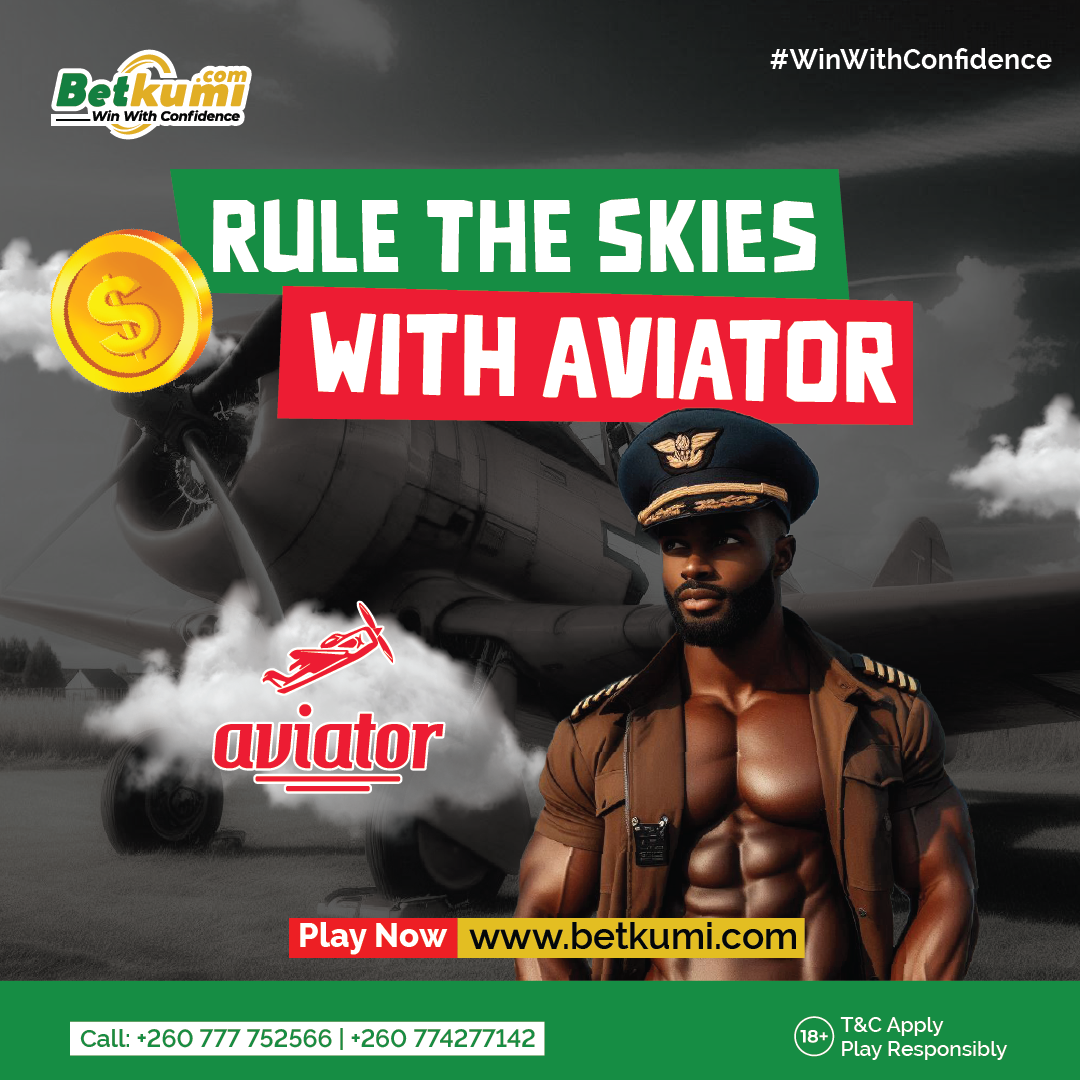 Betkumi.com
Win With Confidence
#WinWithConfidence
RULE THE SKIES
WITH AVIATOR
$
aviator
Play Now www.betkumi.com
Call: +260 777 752566 | +260 774277142
18+ T&C Apply
Play Responsibly